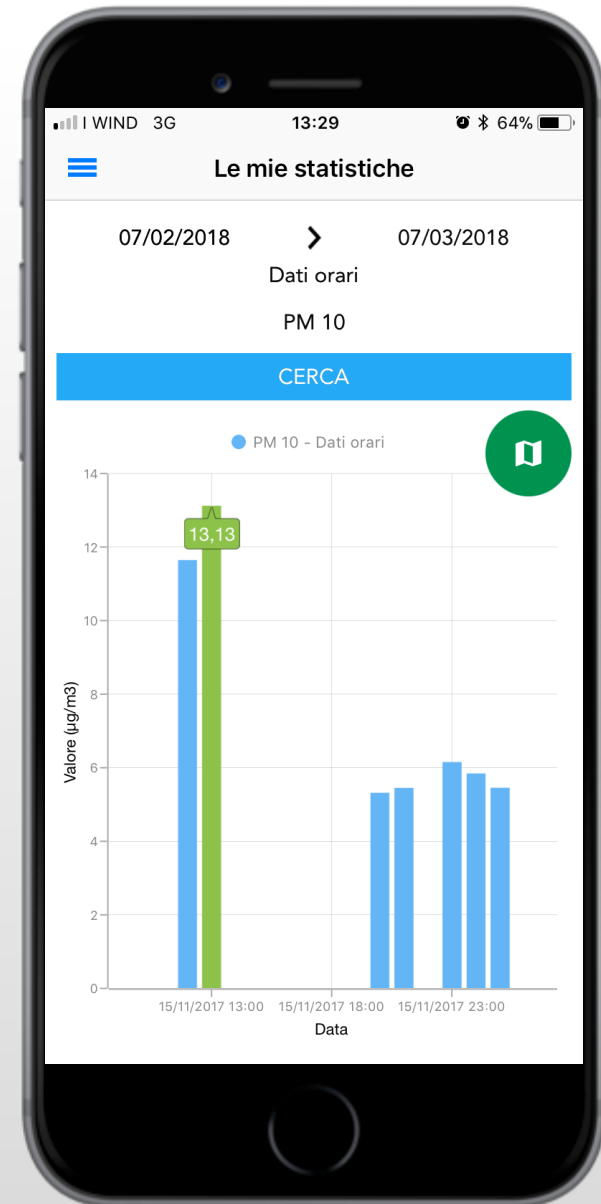 I WIND 3G 13:29 64%
Le mie statistiche
07/02/2018 07/03/2018
Dati orari
PM 10
CERCA
PM 10 - Dati orari
14
13,13
12
10
8
Valore (µg/m3)
6
4
2
0
15/11/2017 13:00 15/11/2017 18:00 15/11/2017 23:00
Data